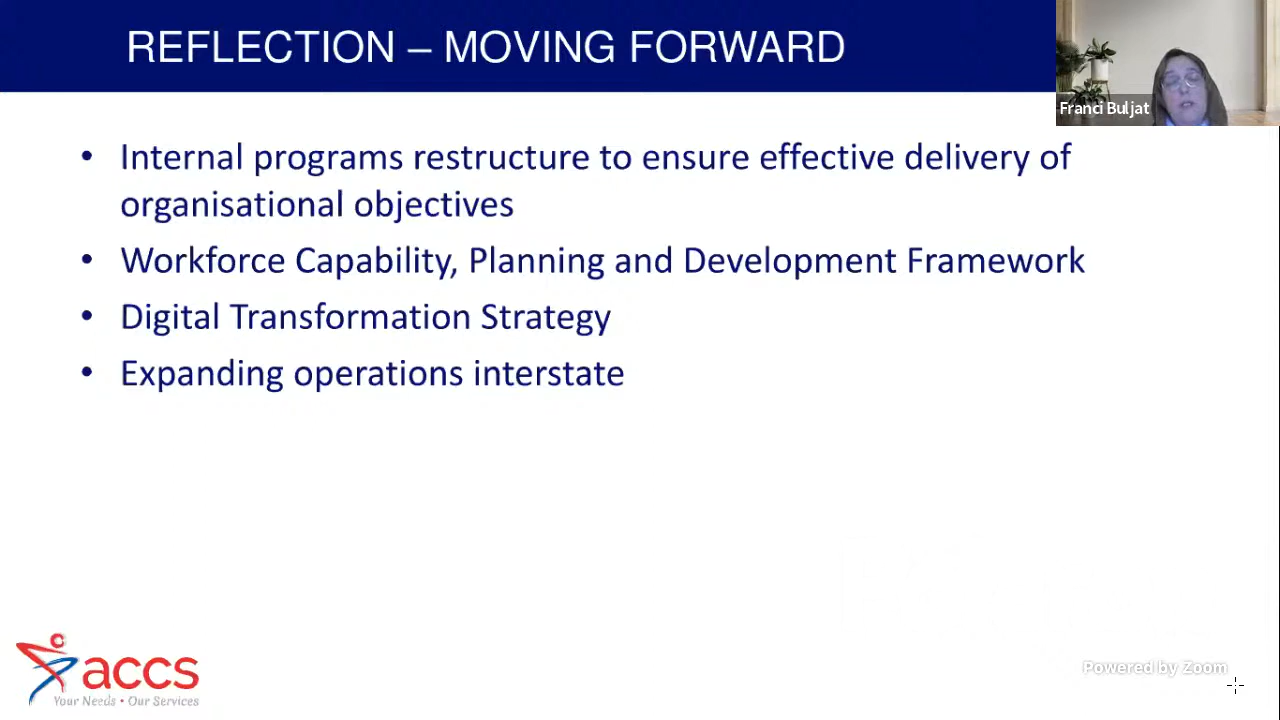 REFLECTION – MOVING FORWARD
Franci Buljat
• Internal programs restructure to ensure effective delivery of
organisational objectives
• Workforce Capability, Planning and Development Framework
• Digital Transformation Strategy
• Expanding operations interstate
accs
Your Needs • Our Services
Powered by Zoom